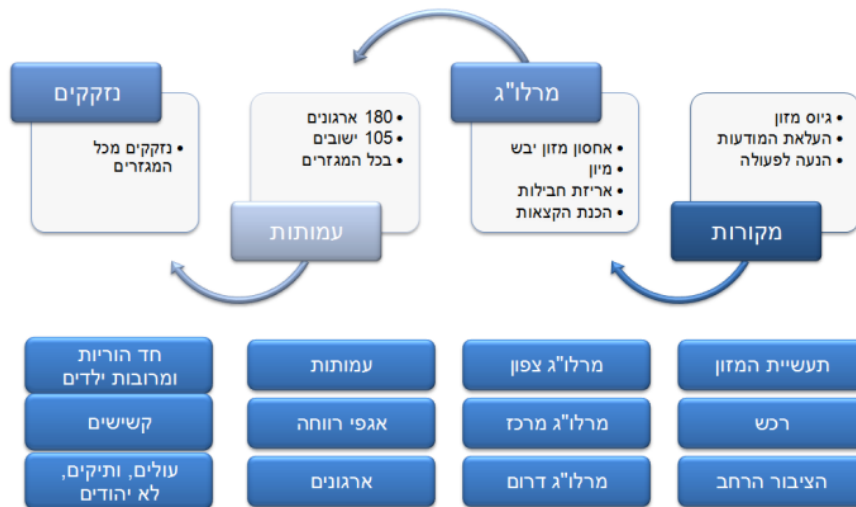 מקורות
גיוס מזון
העלאת המודעות
הנעה לפעולה
מרלו"ג
אחסון מזון יבש
מיון
אריזת חבילות
הכנת הקצאות
עמותות
180 ארגונים
105 ישובים
בכל המגזרים
נזקקים
נזקקים מכל
המגזרים
תעשיית המזון
רכש
הציבור הרחב
מרלו"ג צפון
מרלו"ג מרכז
מרלו"ג דרום
עמותות
אגפי רווחה
ארגונים
חד הוריות
ומרובות ילדים
קשישים
עולים, ותיקים,
לא יהודים